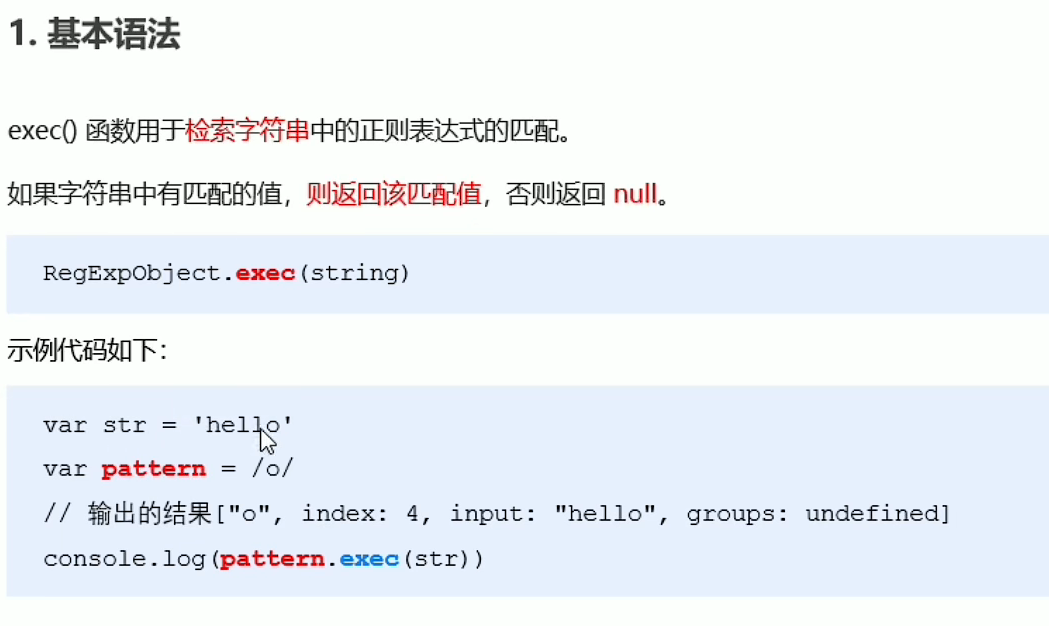 1. 基本语法
exec() 函数用于检索字符串中的正则表达式的匹配。
如果字符串中有匹配的值，则返回该匹配值，否则返回 null。
RegExpObject.exec(string)
示例代码如下：
var str = 'hello'
var pattern = /o/
// 输出的结果["o", index: 4, input: "hello", groups: undefined]
console.log(pattern.exec(str))